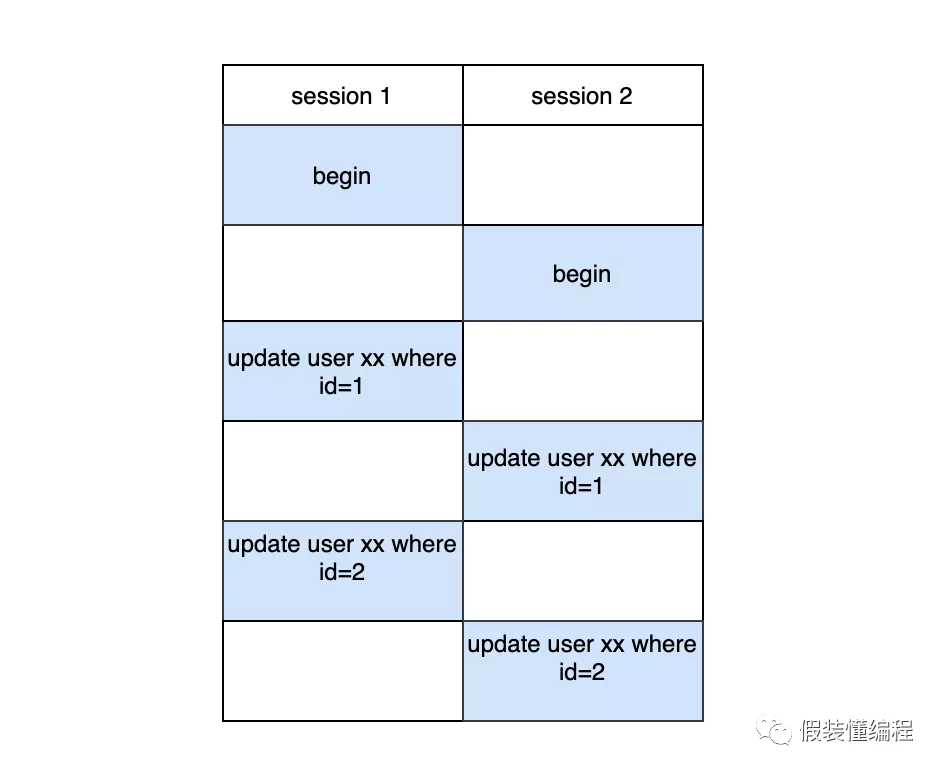 session 1
session 2
begin
begin
update user xx where
id=1
update user xx where
id=1
update user xx where
id=2
update user xx where
id=2
假装懂编程